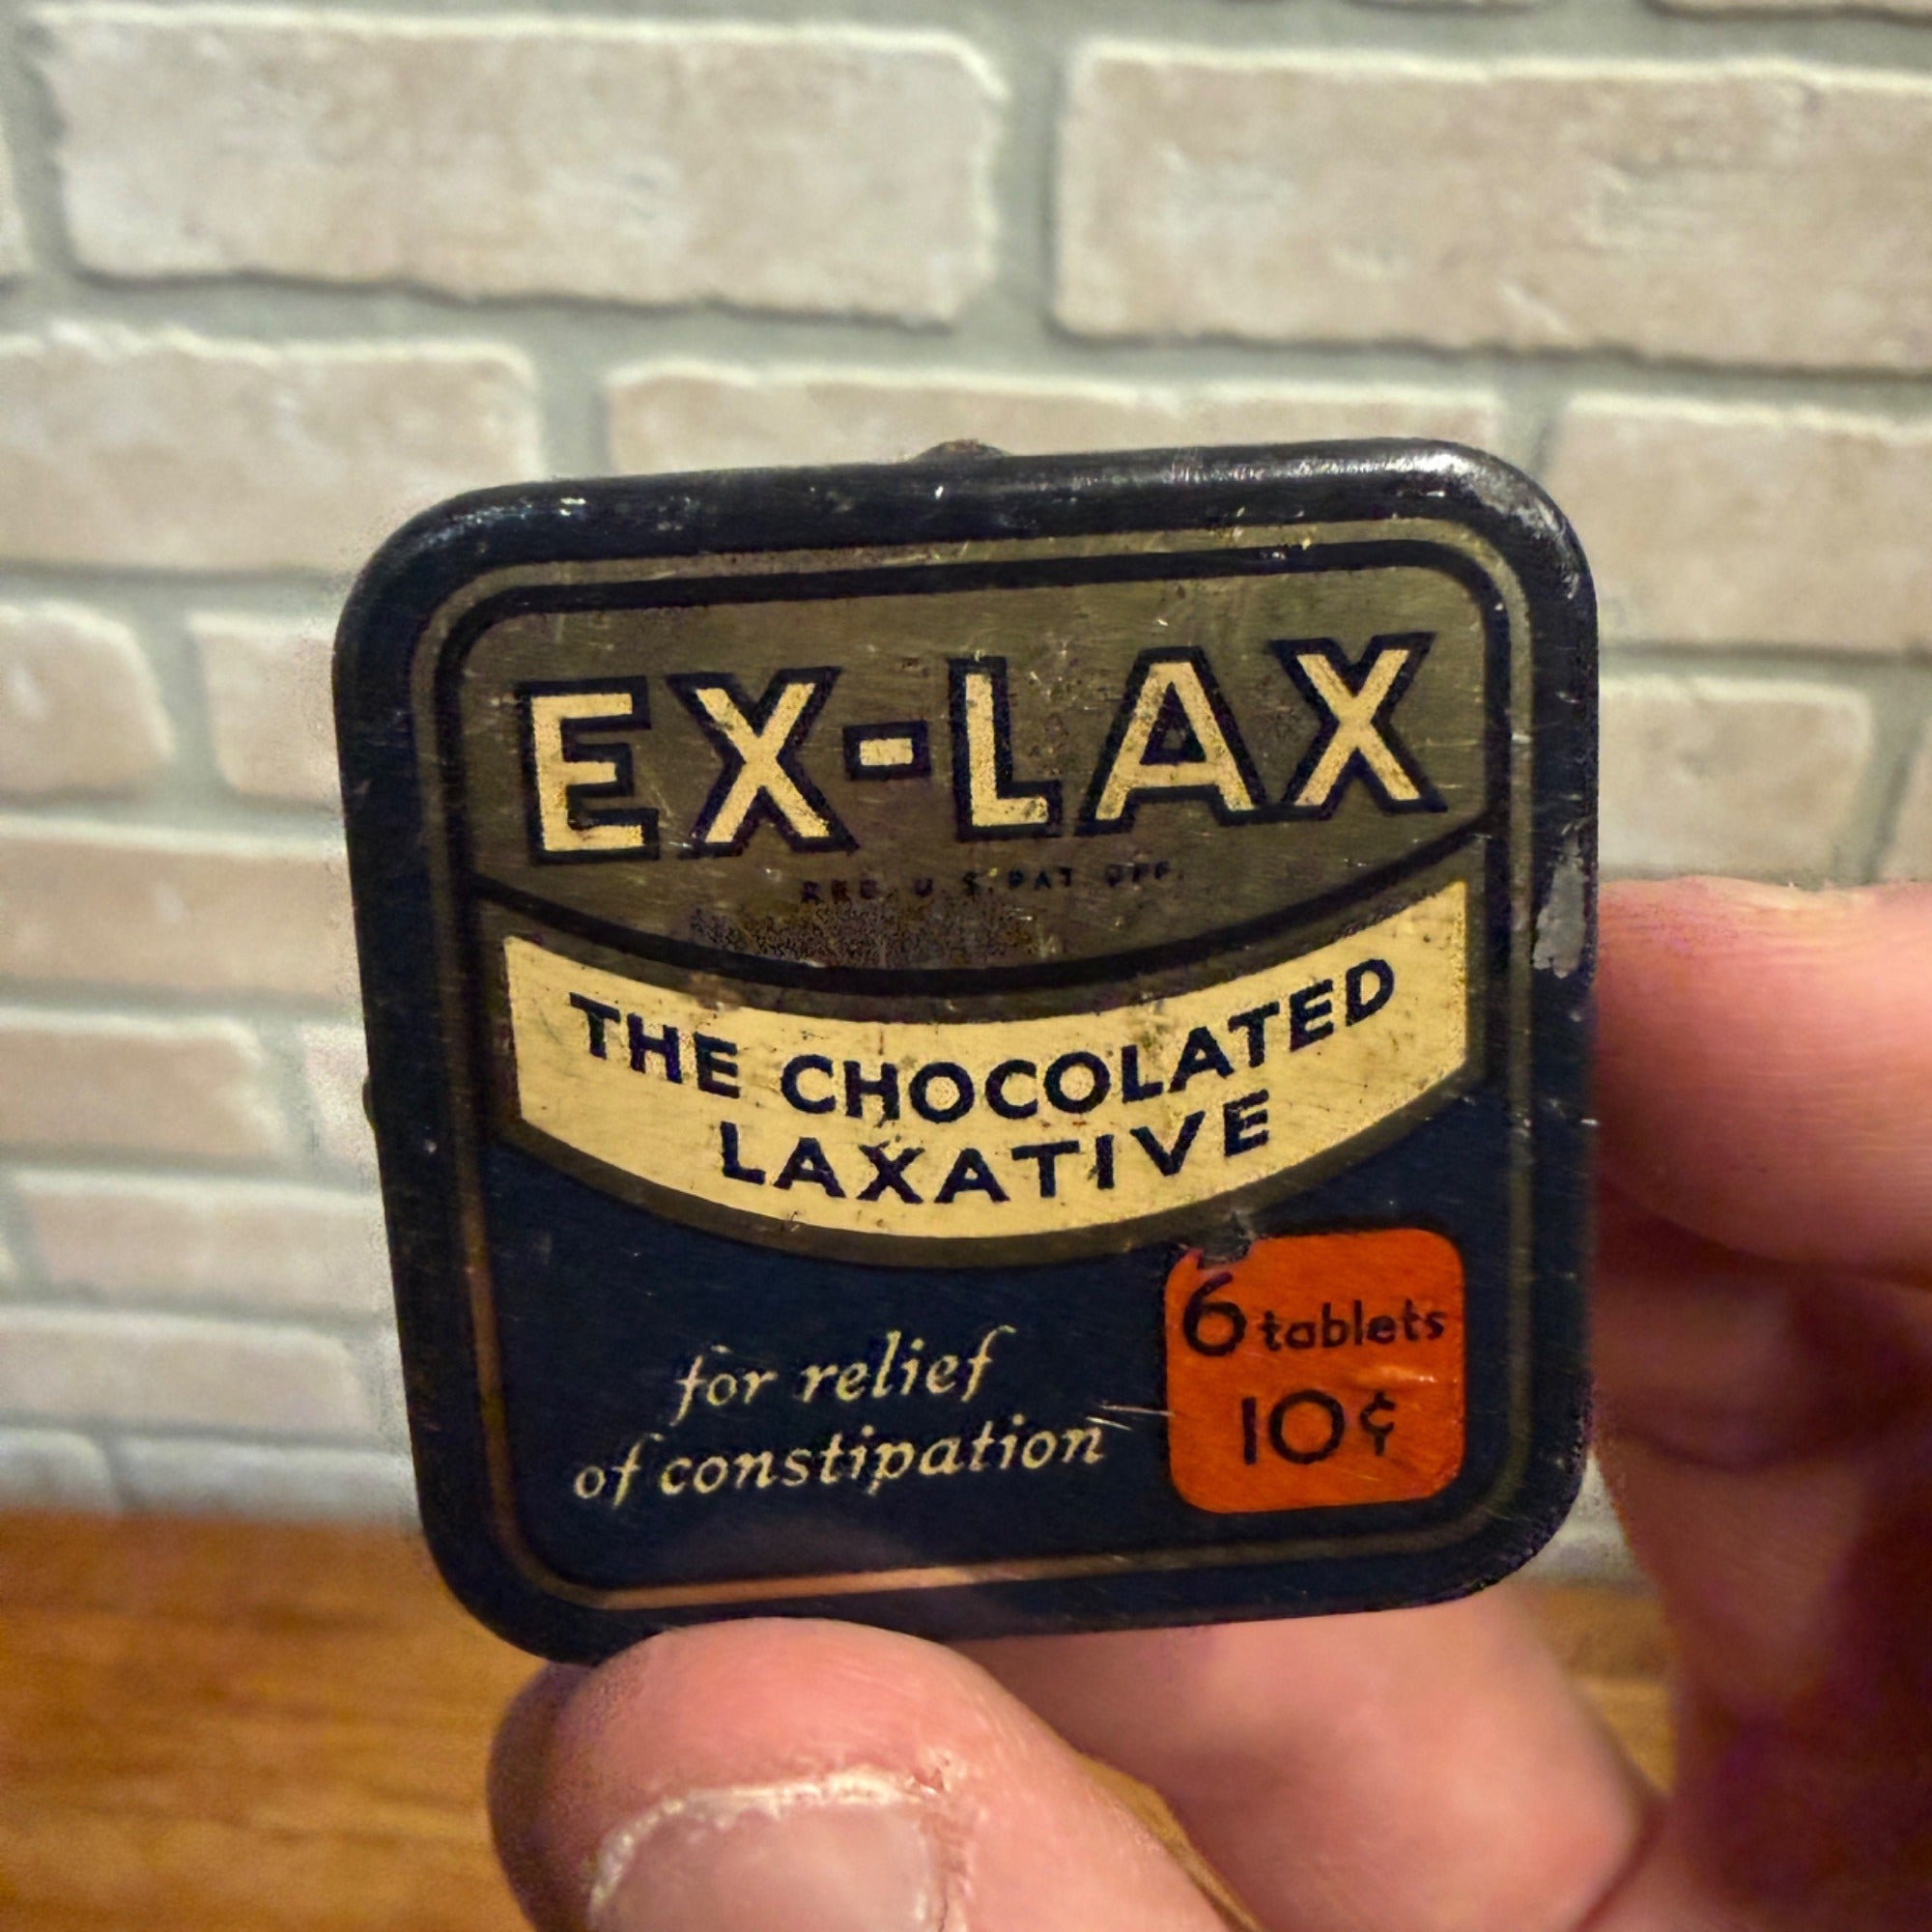 EX-LAX
REG. U.S. PAT. OFF.
THE CHOCOLATED
LAXATIVE
for relief
of constipation
6 tablets
10¢